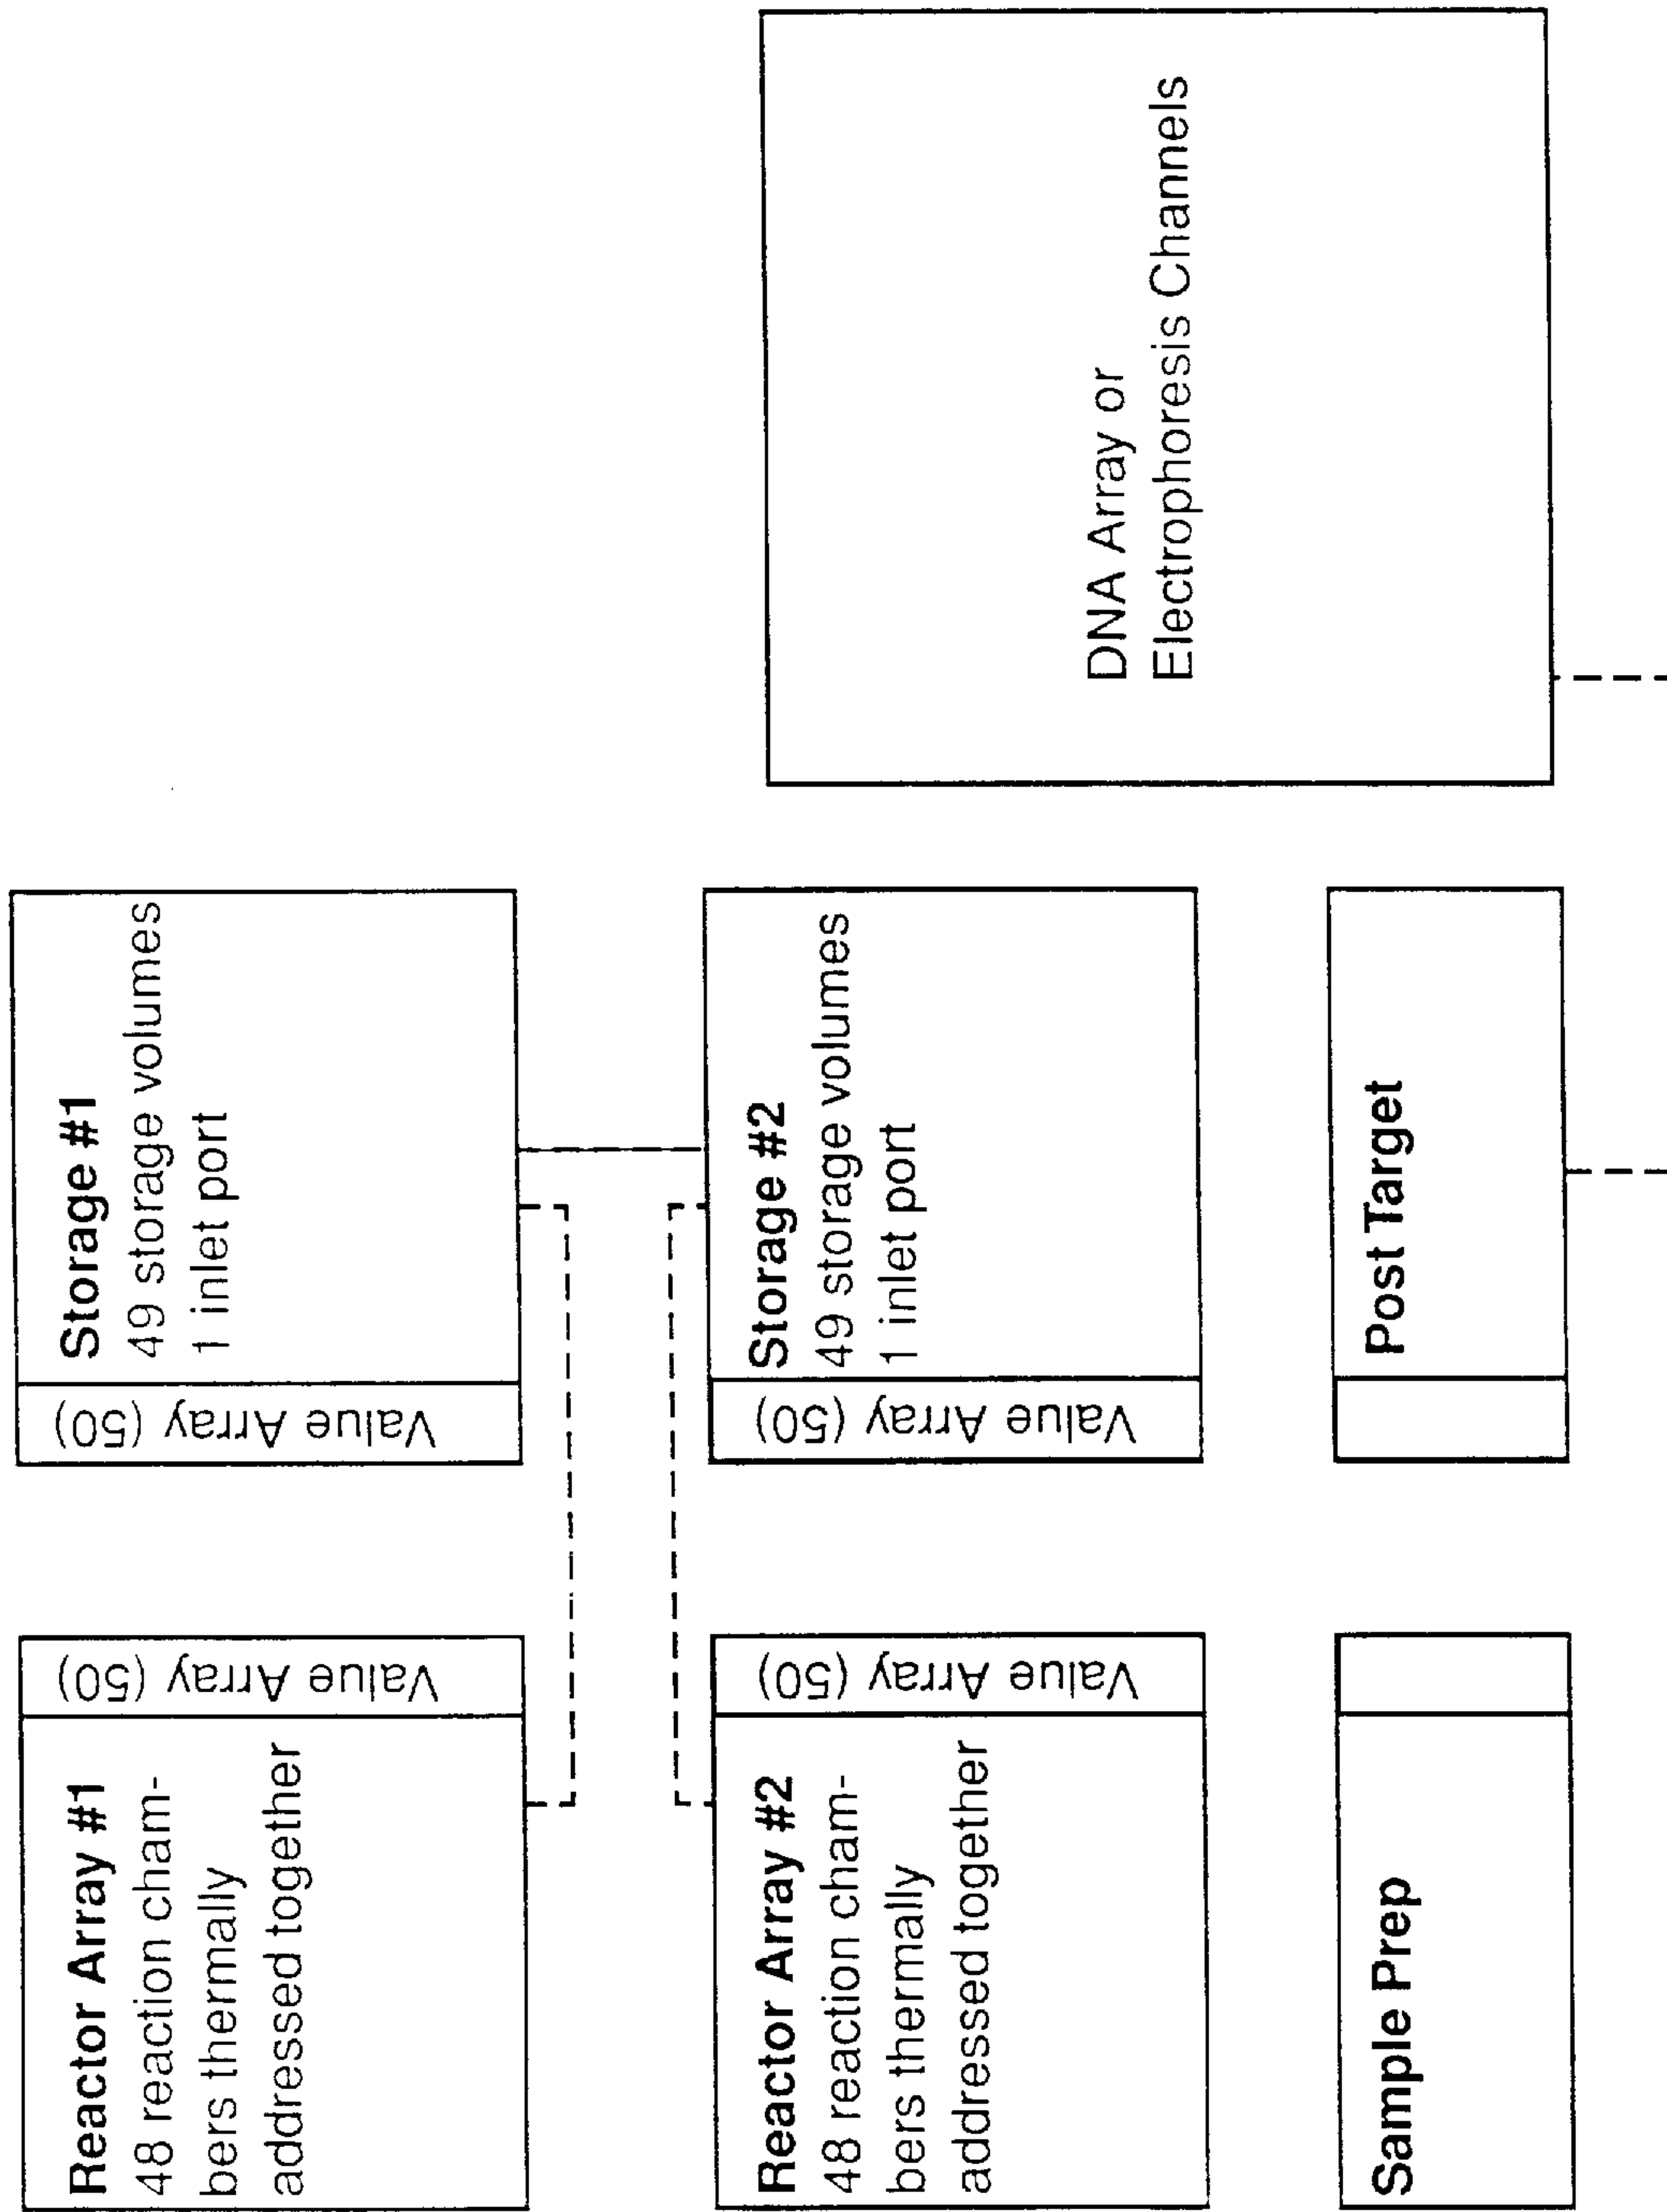 Reactor Array #1
48 reaction cham-
bers thermally
addressed together
Value Array (50)
Value Array (50)
Storage #1
49 storage volumes
1 inlet port
Reactor Array #2
48 reaction cham-
bers thermally
addressed together
Value Array (50)
Value Array (50)
Storage #2
49 storage volumes
1 inlet port
Sample Prep
Post Target
DNA Array or
Electrophoresis Channels